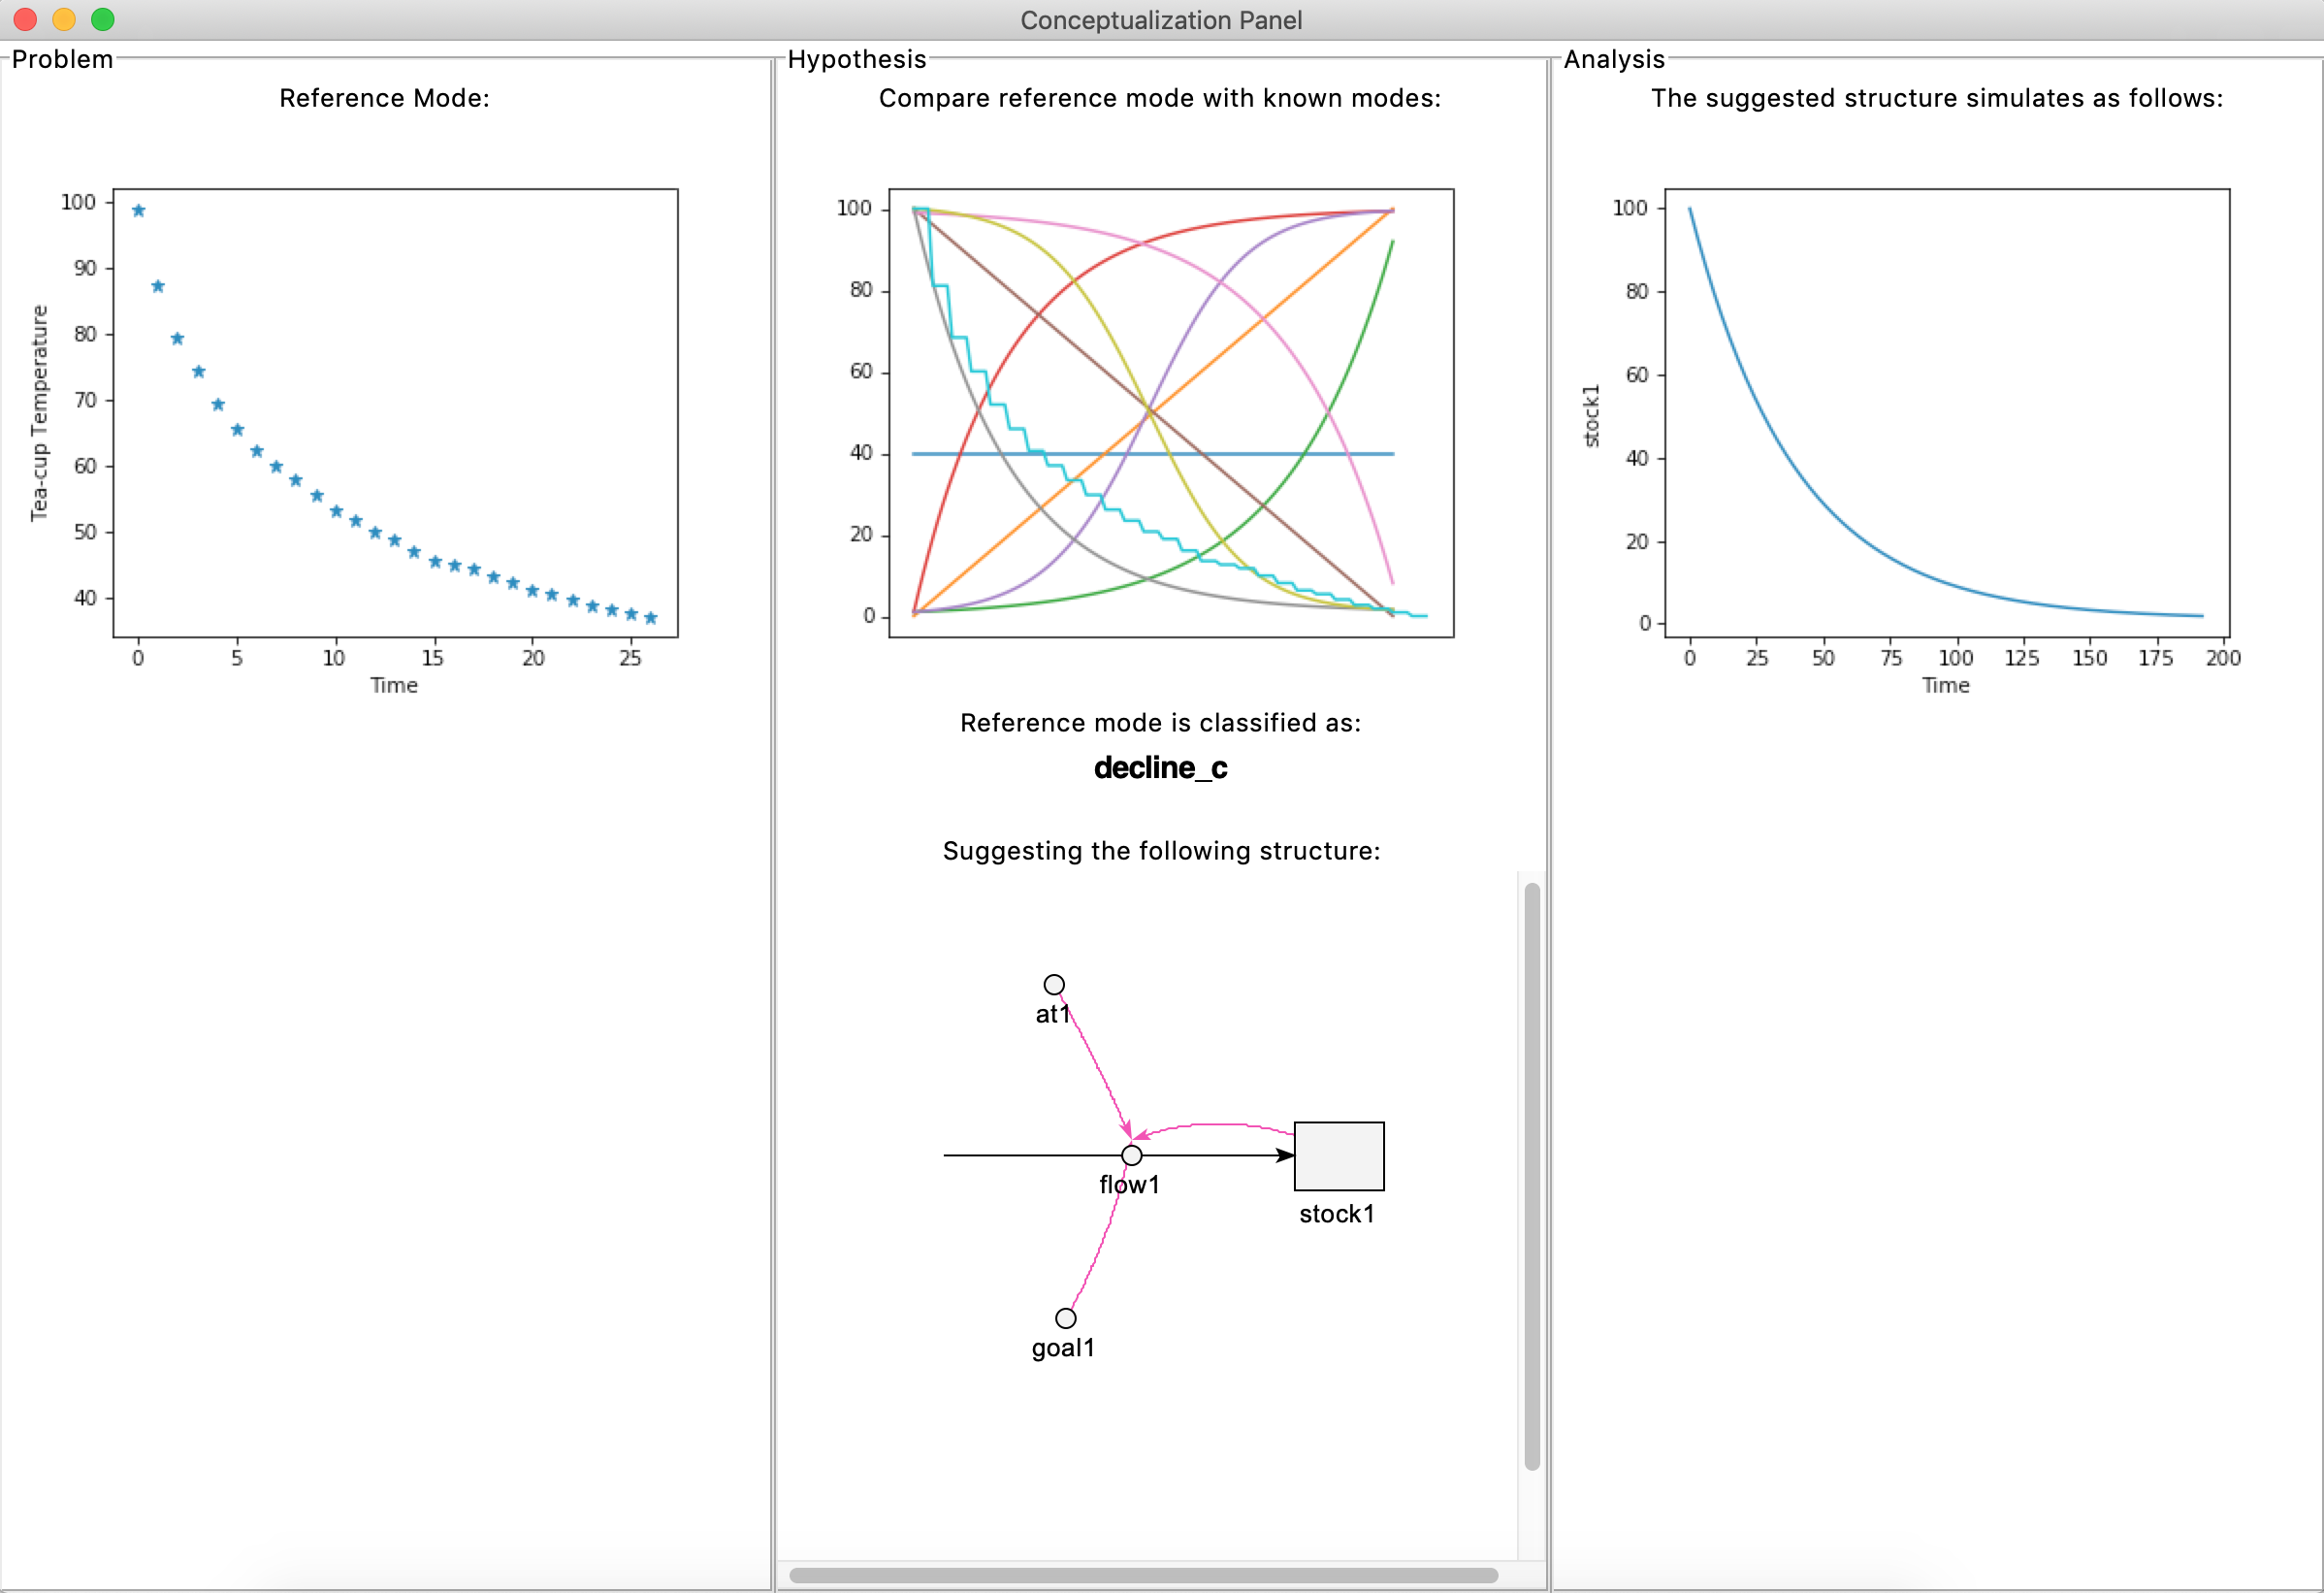 Conceptualization Panel
Problem
Reference Mode:
100
90
80
70
60
50
40
Tea-cup Temperature
0 5 10 15 20 25
Time
Hypothesis
Compare reference mode with known modes:
100
80
60
40
20
0
Reference mode is classified as:
decline_c
Suggesting the following structure:
at1
flow1
stock1
goal1
Analysis
The suggested structure simulates as follows:
100
80
60
40
20
0
stock1
0 25 50 75 100 125 150 175 200
Time